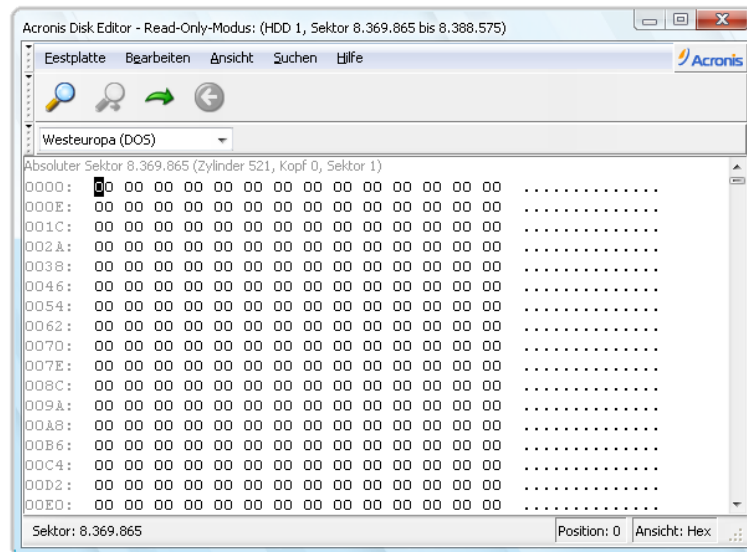 Acronis Disk Editor - Read-Only-Modus: (HDD 1, Sektor 8.369.865 bis 8.388.575)
Festplatte Bearbeiten Ansicht Suchen Hilfe Acronis
Westeuropa (DOS)
Absoluter Sektor 8.369.865 (Zylinder 521, Kopf 0, Sektor 1)
0000: 00 00 00 00 00 00 00 00 00 00 00 00 00 00 ..............
000E: 00 00 00 00 00 00 00 00 00 00 00 00 00 00 ..............
001C: 00 00 00 00 00 00 00 00 00 00 00 00 00 00 ..............
002A: 00 00 00 00 00 00 00 00 00 00 00 00 00 00 ..............
0038: 00 00 00 00 00 00 00 00 00 00 00 00 00 00 ..............
0046: 00 00 00 00 00 00 00 00 00 00 00 00 00 00 ..............
0054: 00 00 00 00 00 00 00 00 00 00 00 00 00 00 ..............
0062: 00 00 00 00 00 00 00 00 00 00 00 00 00 00 ..............
0070: 00 00 00 00 00 00 00 00 00 00 00 00 00 00 ..............
007E: 00 00 00 00 00 00 00 00 00 00 00 00 00 00 ..............
008C: 00 00 00 00 00 00 00 00 00 00 00 00 00 00 ..............
009A: 00 00 00 00 00 00 00 00 00 00 00 00 00 00 ..............
00A8: 00 00 00 00 00 00 00 00 00 00 00 00 00 00 ..............
00B6: 00 00 00 00 00 00 00 00 00 00 00 00 00 00 ..............
00C4: 00 00 00 00 00 00 00 00 00 00 00 00 00 00 ..............
00D2: 00 00 00 00 00 00 00 00 00 00 00 00 00 00 ..............
00E0: 00 00 00 00 00 00 00 00 00 00 00 00 00 00 ..............
Sektor: 8.369.865 Position: 0 Ansicht: Hex